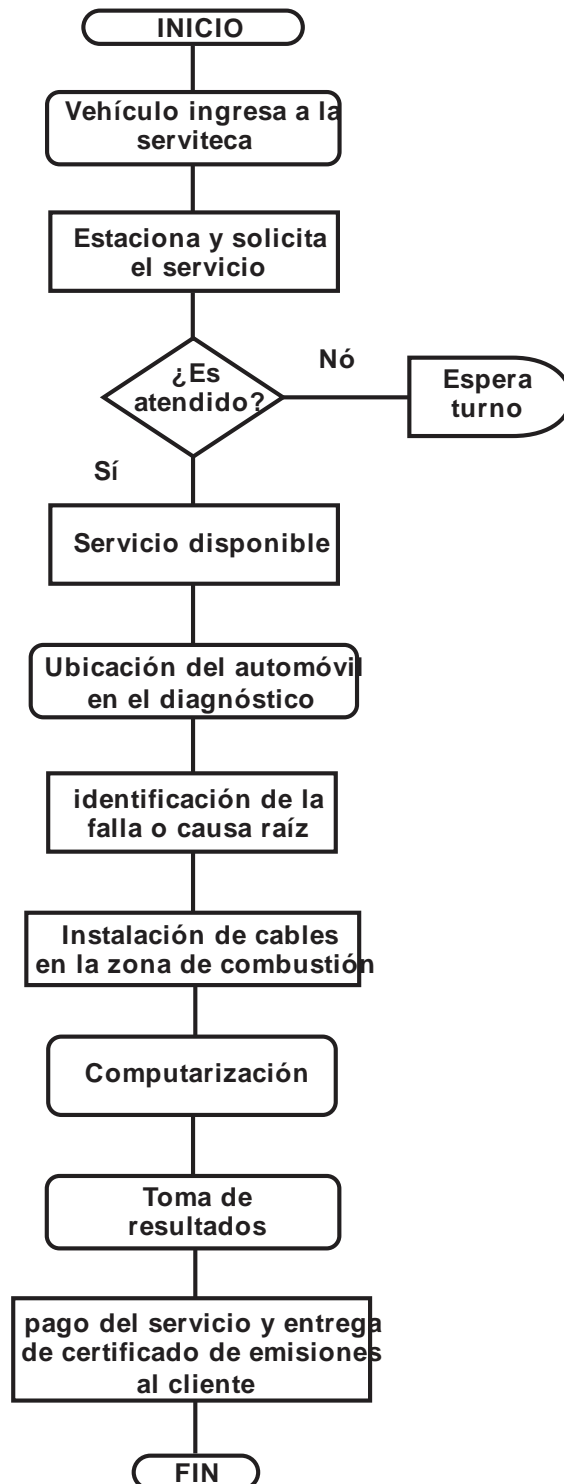 INICIO
Vehículo ingresa a la
serviteca
Estaciona y solicita
el servicio
¿Es
atendido?
Nó
Espera
turno
Sí
Servicio disponible
Ubicación del automóvil
en el diagnóstico
identificación de la
falla o causa raíz
Instalación de cables
en la zona de combustión
Computarización
Toma de
resultados
pago del servicio y entrega
de certificado de emisiones
al cliente
FIN